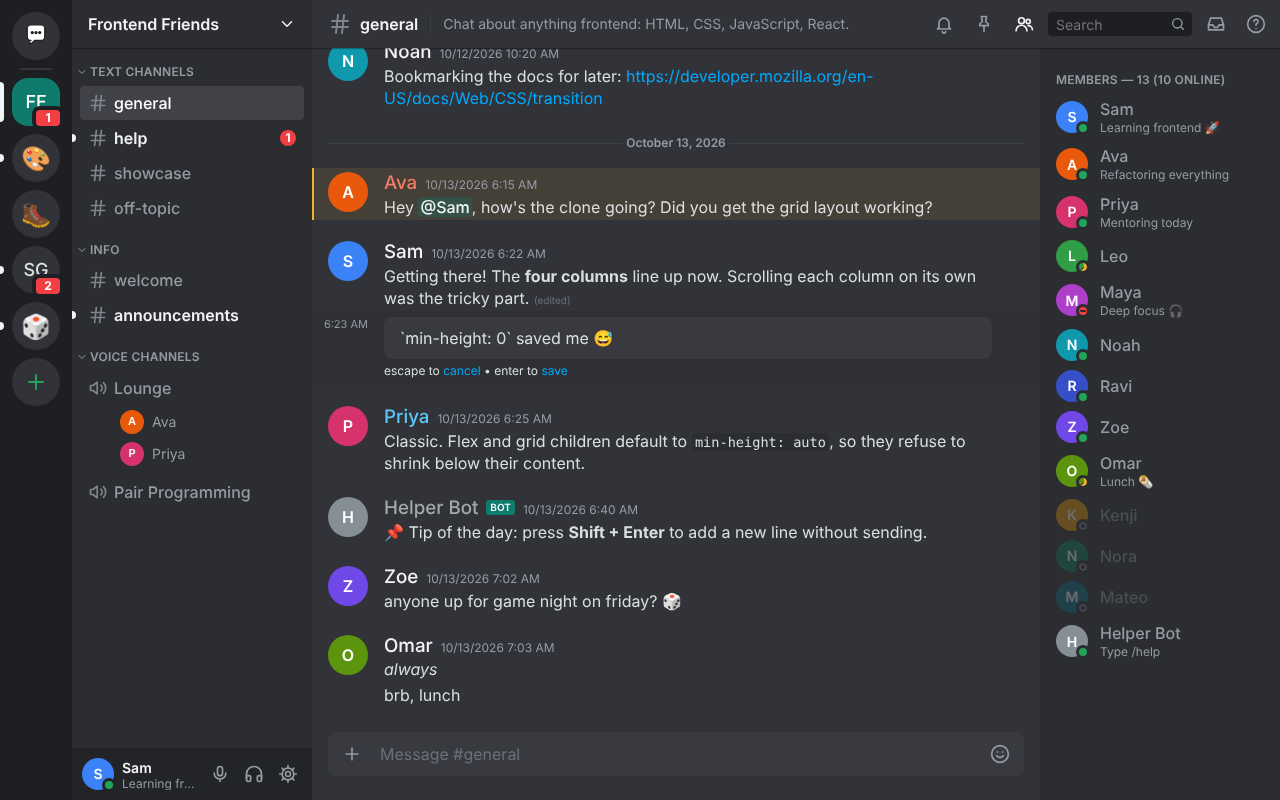 FF
1
SG
2
Frontend Friends
TEXT CHANNELS
general
help
1
showcase
off-topic
INFO
welcome
announcements
VOICE CHANNELS
Lounge
A Ava
P Priya
Pair Programming
S Sam
Learning fr...
# general
Chat about anything frontend: HTML, CSS, JavaScript, React.
Search
N Noah 10/12/2026 10:20 AM
Bookmarking the docs for later: https://developer.mozilla.org/en-
US/docs/Web/CSS/transition
October 13, 2026
A Ava 10/13/2026 6:15 AM
Hey @Sam, how's the clone going? Did you get the grid layout working?
S Sam 10/13/2026 6:22 AM
Getting there! The four columns line up now. Scrolling each column on its own
was the tricky part. (edited)
6:23 AM `min-height: 0` saved me 😅
escape to cancel • enter to save
P Priya 10/13/2026 6:25 AM
Classic. Flex and grid children default to min-height: auto, so they refuse to
shrink below their content.
H Helper Bot BOT 10/13/2026 6:40 AM
📌 Tip of the day: press Shift + Enter to add a new line without sending.
Z Zoe 10/13/2026 7:02 AM
anyone up for game night on friday? 🎲
O Omar 10/13/2026 7:03 AM
always
brb, lunch
Message #general
MEMBERS — 13 (10 ONLINE)
S Sam
Learning frontend 🚀
A Ava
Refactoring everything
P Priya
Mentoring today
L Leo
M Maya
Deep focus 🎧
N Noah
R Ravi
Z Zoe
O Omar
Lunch 🌯
K Kenji
N Nora
M Mateo
H Helper Bot
Type /help